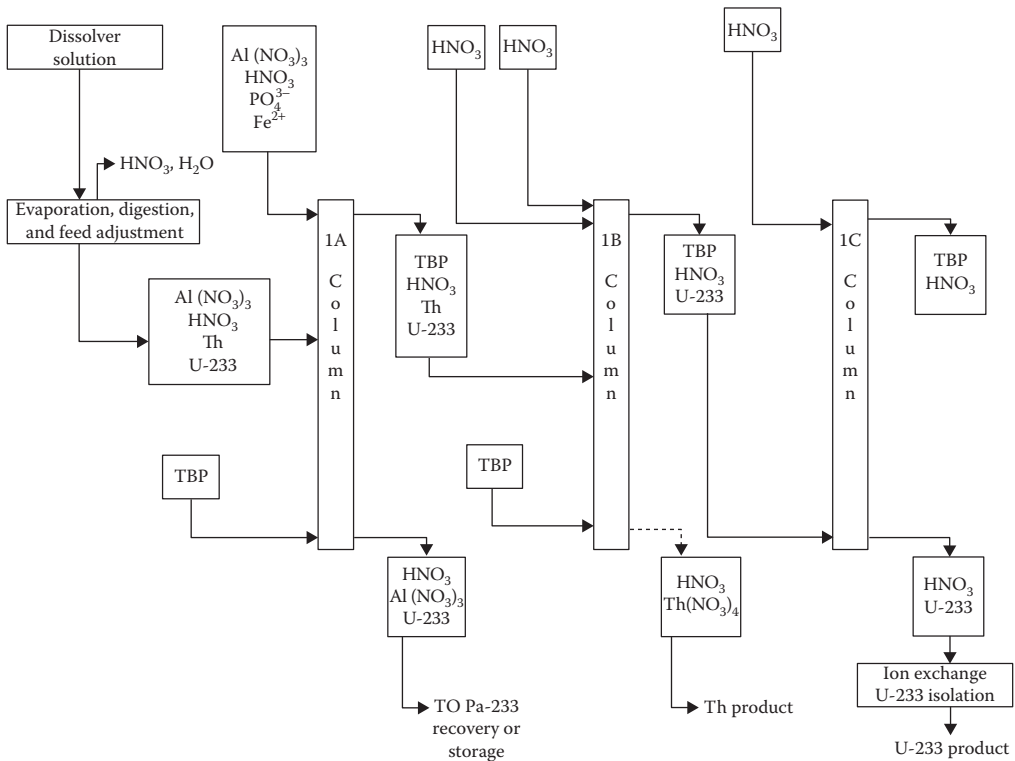 Dissolver
solution
Al (NO₃)₃
HNO₃
PO₄³⁻
Fe²⁺
HNO₃
HNO₃
HNO₃
HNO₃, H₂O
Evaporation, digestion,
and feed adjustment
1A
C
o
l
u
m
n
TBP
HNO₃
Th
U-233
1B
C
o
l
u
m
n
TBP
HNO₃
U-233
1C
C
o
l
u
m
n
TBP
HNO₃
Al (NO₃)₃
HNO₃
Th
U-233
TBP
TBP
HNO₃
Al (NO₃)₃
U-233
HNO₃
Th(NO₃)₄
HNO₃
U-233
TO Pa-233
recovery or
storage
Th product
Ion exchange
U-233 isolation
U-233 product